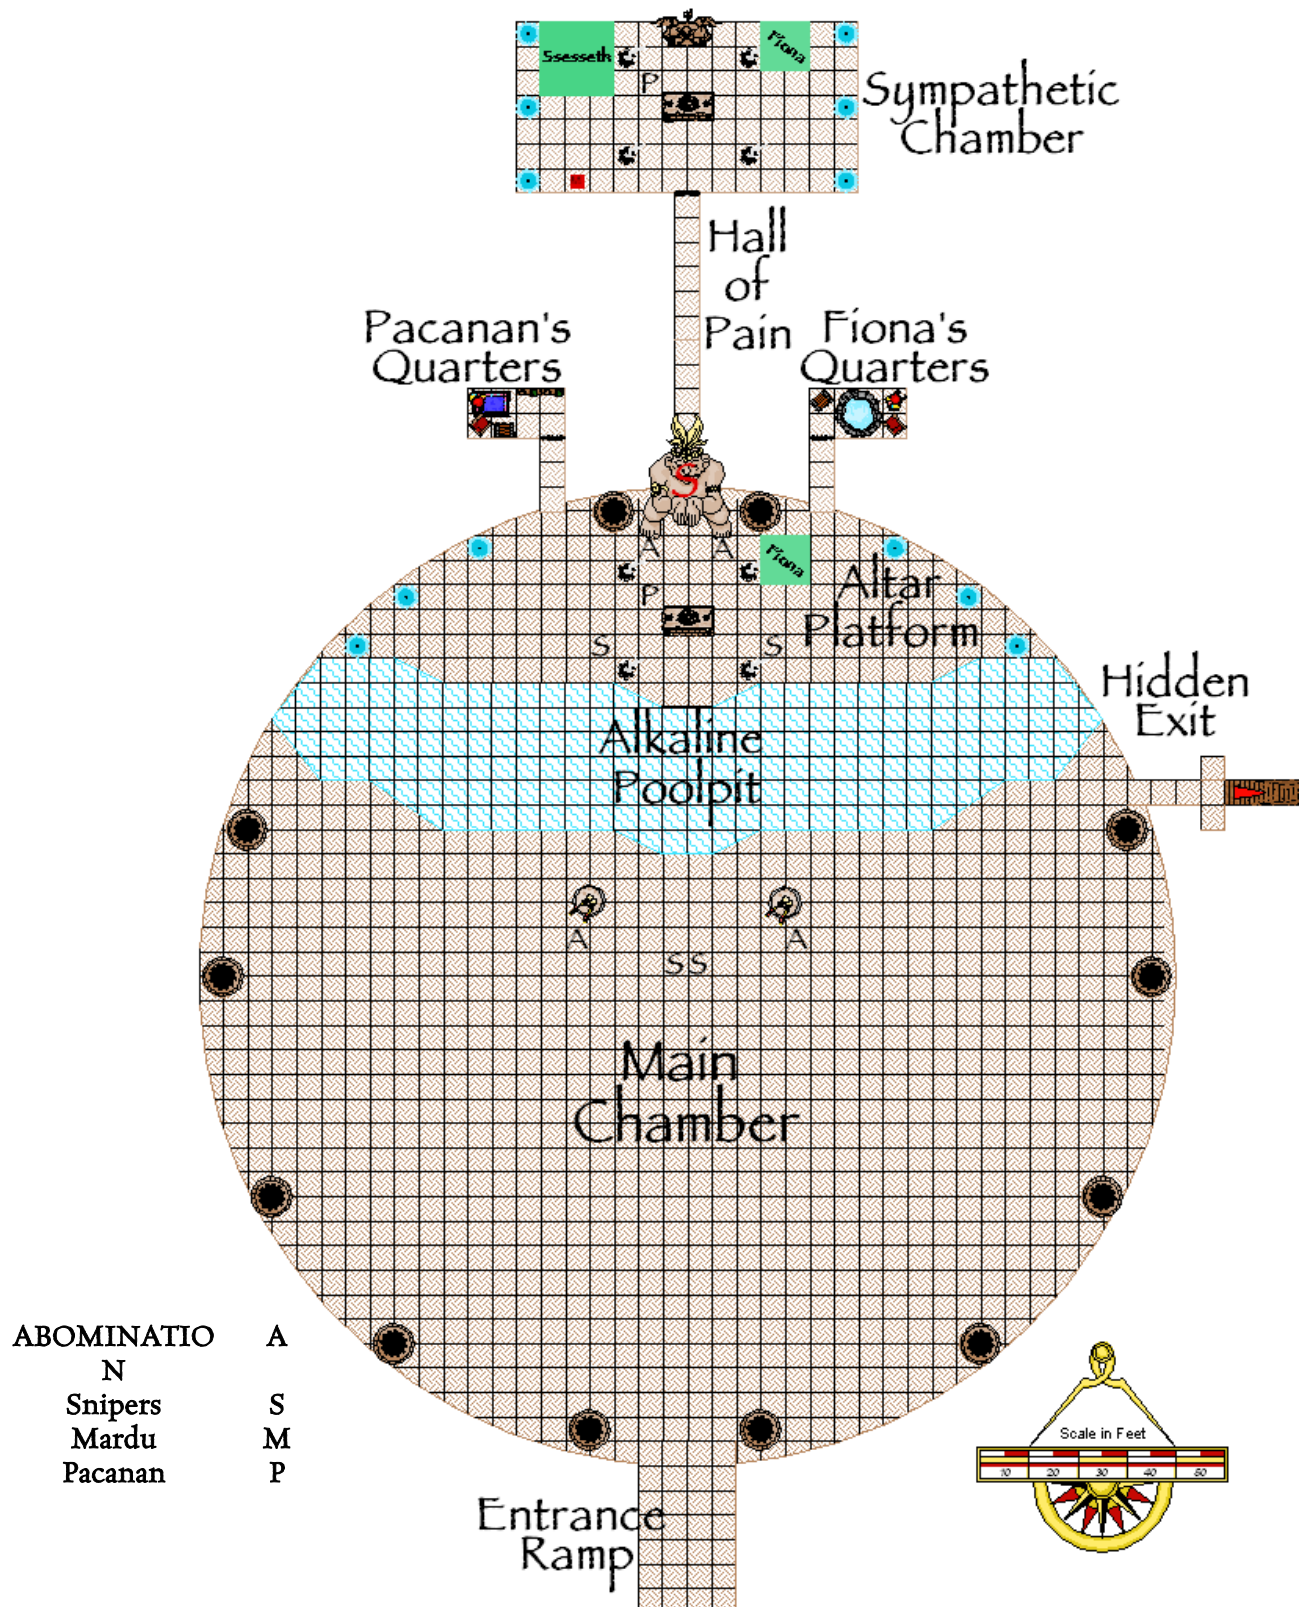 Ssesseth
Fiona
P
Sympathetic
Chamber
Hall
of
Pain
Pacanan's
Quarters
Fiona's
Quarters
S
A A
Fiona
P
Altar
Platform
S S
Hidden
Exit
Alkaline
Poolpit
A A
SS
Main
Chamber
ABOMINATIO A
N
Snipers S
Mardu M
Pacanan P
Scale in Feet
10 20 30 40 50
Entrance
Ramp